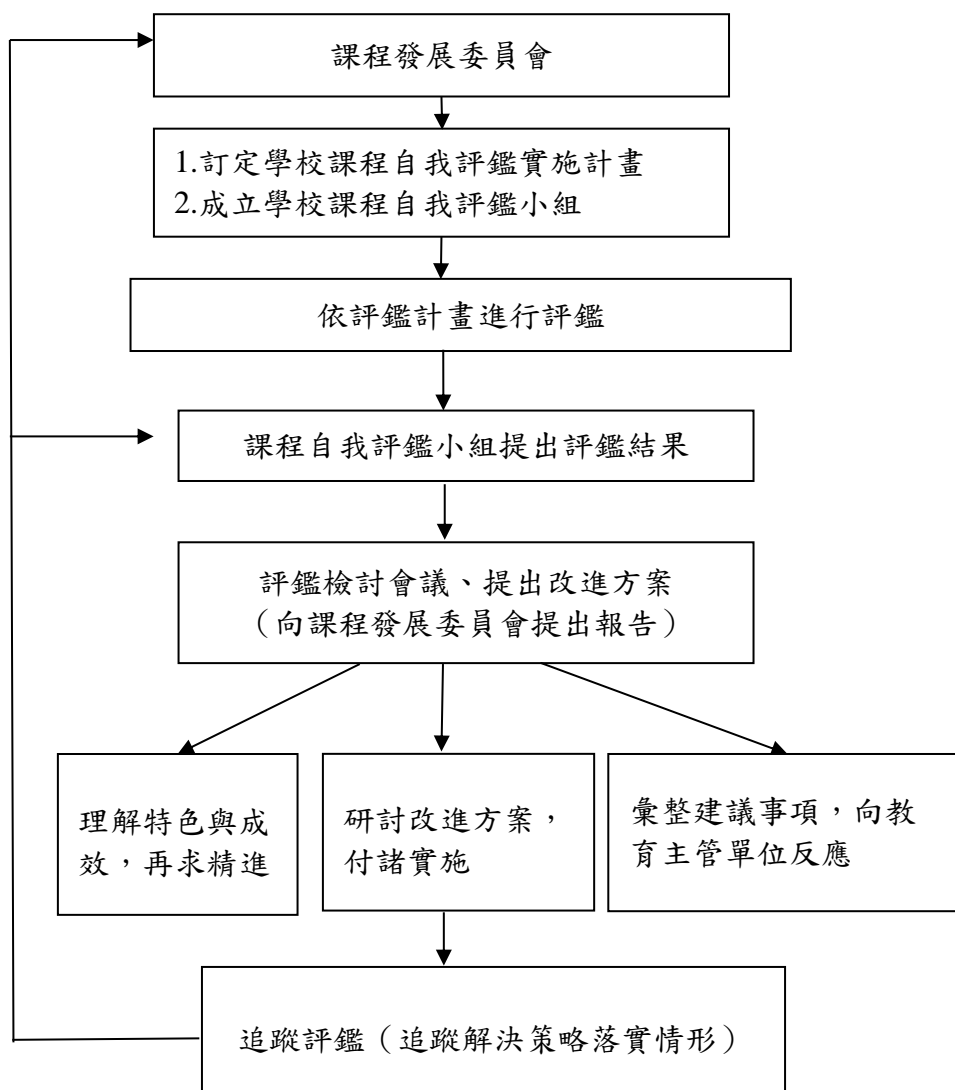 課程發展委員會
1.訂定學校課程自我評鑑實施計畫
2.成立學校課程自我評鑑小組
依評鑑計畫進行評鑑
課程自我評鑑小組提出評鑑結果
評鑑檢討會議、提出改進方案
（向課程發展委員會提出報告）
理解特色與成
效，再求精進
研討改進方案，
付諸實施
彙整建議事項，向教
育主管單位反應
追蹤評鑑（追蹤解決策略落實情形）